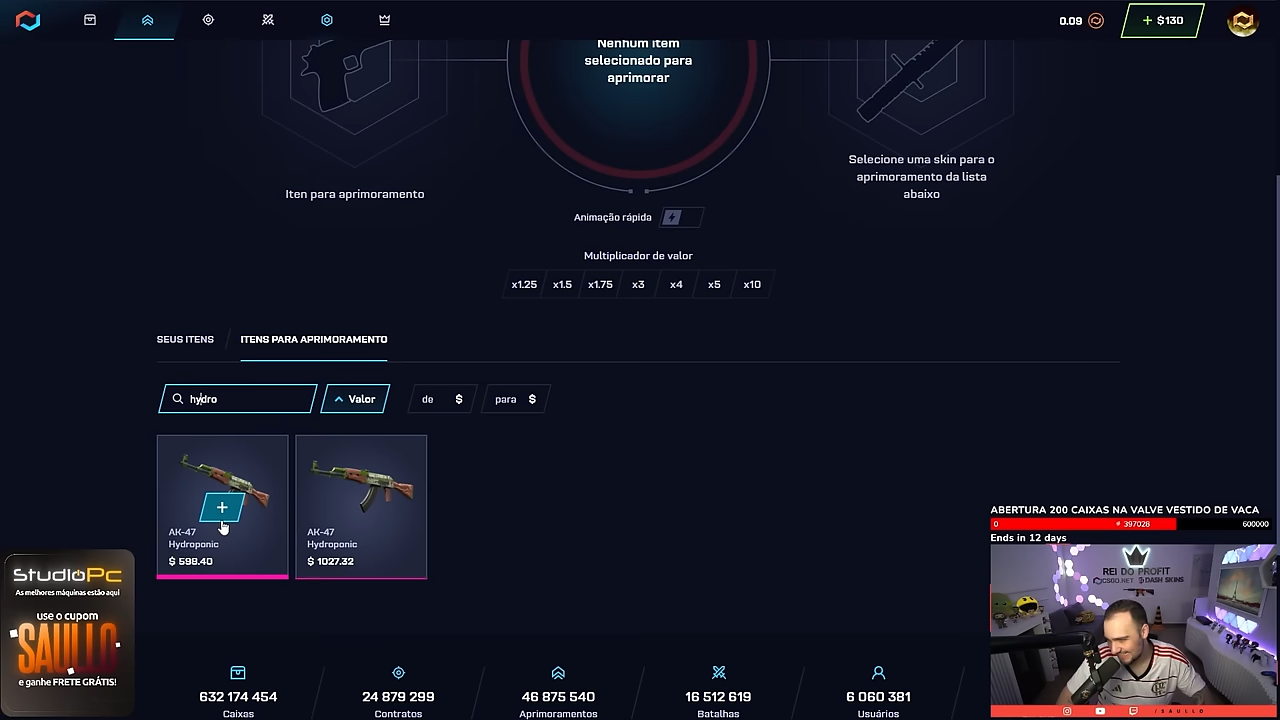 0.09
+ $130
Nenhum item
selecionado para
aprimorar
Iten para aprimoramento
Selecione uma skin para o
aprimoramento da lista
abaixo
Animação rápida
Multiplicador de valor
x1.25 x1.5 x1.75 x3 x4 x5 x10
SEUS ITENS ITENS PARA APRIMORAMENTO
hydro Valor de $ para $
AK-47
Hydroponic
$ 598.40
AK-47
Hydroponic
$ 1027.32
632 174 454
Caixas
24 879 299
Contratos
46 875 540
Aprimoramentos
16 512 619
Batalhas
6 060 381
Usuários
StudioPc
As melhores máquinas estão aqui
use o cupom
SAULLO
e ganhe FRETE GRÁTIS!
ABERTURA 200 CAIXAS NA VALVE VESTIDO DE VACA
0 397028 600000
Ends in 12 days
REI DO PROFIT
CSGO.NET DASH SKINS
/SAULLO